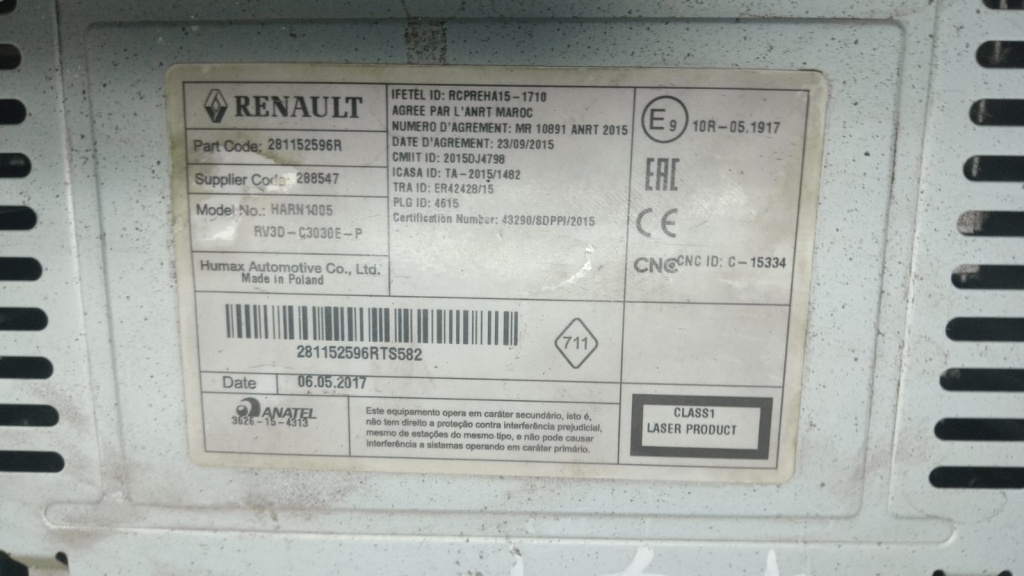 RENAULT
Part Code: 281152596R
Supplier Code: 288547
Model No.: HARN1005
RV3D-C3030E-P
Humax Automotive Co., Ltd.
Made in Poland
IFETEL ID: RCPREHA15-1710
AGREE PAR L'ANRT MAROC
NUMERO D'AGREMENT: MR 10891 ANRT 2015
DATE D'AGREMENT: 23/09/2015
CMIIT ID: 2015DJ4798
ICASA ID: TA-2015/1482
TRA ID: ER42428/15
PLG ID: 4615
Certification Number: 43290/SDPPI/2015
E9 10R-05.1917
EAC
CE
CNC CNC ID: C-15334
281152596RTS582
711
Date 06.05.2017
ANATEL
3626-15-4313
Este equipamento opera em caráter secundário, isto é,
não tem direito a proteção contra interferência prejudicial,
mesmo de estações do mesmo tipo, e não pode causar
interferência a sistemas operando em caráter primário.
CLASS1
LASER PRODUCT